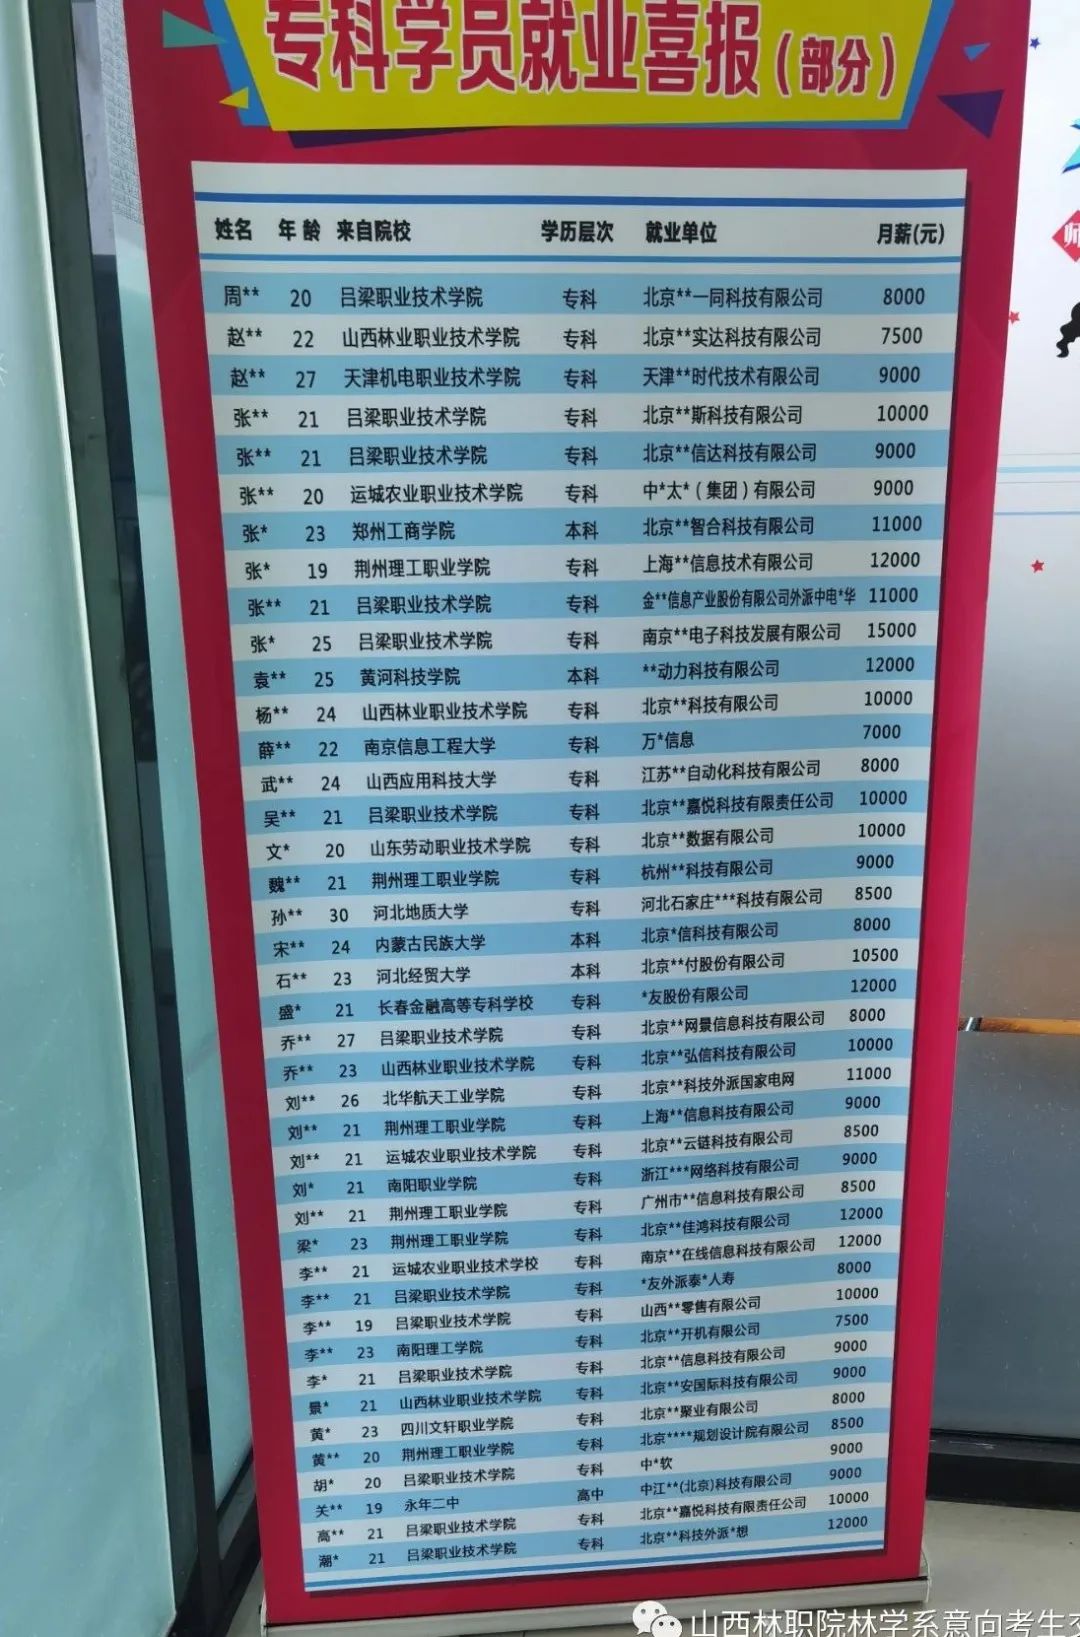 专科学员就业喜报(部分)
姓名 年龄 来自院校 学历层次 就业单位 月薪(元)
周** 20 吕梁职业技术学院 专科 北京**一同科技有限公司 8000
赵** 22 山西林业职业技术学院 专科 北京**实达科技有限公司 7500
赵** 27 天津机电职业技术学院 专科 天津**时代技术有限公司 9000
张** 21 吕梁职业技术学院 专科 北京**斯科技有限公司 10000
张** 21 吕梁职业技术学院 专科 北京**信达科技有限公司 9000
张** 20 运城农业职业技术学院 专科 中*太*(集团)有限公司 9000
张* 23 郑州工商学院 本科 北京**智合科技有限公司 11000
张* 19 荆州理工职业学院 专科 上海**信息技术有限公司 12000
张** 21 吕梁职业技术学院 专科 金**信息产业股份有限公司外派中电*华 11000
张* 25 吕梁职业技术学院 专科 南京**电子科技发展有限公司 15000
袁** 25 黄河科技学院 本科 **动力科技有限公司 12000
杨** 24 山西林业职业技术学院 专科 北京**科技有限公司 10000
薛** 22 南京信息工程大学 专科 万*信息 7000
武** 24 山西应用科技大学 专科 江苏**自动化科技有限公司 8000
吴** 21 吕梁职业技术学院 专科 北京**嘉悦科技有限责任公司 10000
文* 20 山东劳动职业技术学院 专科 北京**数据有限公司 10000
魏** 21 荆州理工职业学院 专科 杭州**科技有限公司 9000
孙** 30 河北地质大学 专科 河北石家庄***科技有限公司 8500
宋** 24 内蒙古民族大学 本科 北京*信科技有限公司 8000
石** 23 河北经贸大学 本科 北京**付股份有限公司 10500
盛* 21 长春金融高等专科学校 专科 *友股份有限公司 12000
乔** 27 吕梁职业技术学院 专科 北京**网景信息科技有限公司 8000
乔** 23 山西林业职业技术学院 专科 北京**弘信科技有限公司 10000
刘** 26 北华航天工业学院 专科 北京**科技外派国家电网 11000
刘** 21 荆州理工职业学院 专科 上海**信息科技有限公司 9000
刘** 21 运城农业职业技术学院 专科 北京**云链科技有限公司 8500
刘* 21 南阳职业学院 专科 浙江***网络科技有限公司 9000
刘** 21 荆州理工职业学院 专科 广州市**信息科技有限公司 8500
梁* 23 荆州理工职业学院 专科 北京**佳鸿科技有限公司 12000
李** 21 运城农业职业技术学校 专科 南京**在线信息科技有限公司 12000
李** 21 吕梁职业技术学院 专科 *友外派泰*人寿 8000
李** 19 吕梁职业技术学院 专科 山西**零售有限公司 10000
李** 23 南阳理工学院 专科 北京**开机有限公司 7500
李* 21 吕梁职业技术学院 专科 北京**信息科技有限公司 9000
景* 21 山西林业职业技术学院 专科 北京**安国际科技有限公司 9000
黄* 23 四川文轩职业学院 专科 北京**聚业有限公司 8000
黄** 20 荆州理工职业学院 专科 北京****规划设计院有限公司 8500
胡* 20 吕梁职业技术学院 专科 中*软 9000
关** 19 永年二中 高中 中江**(北京)科技有限公司 9000
高** 21 吕梁职业技术学院 专科 北京**嘉悦科技有限责任公司 10000
潮* 21 吕梁职业技术学院 专科 北京**科技外派*想 12000
山西林职院林学系意向考生